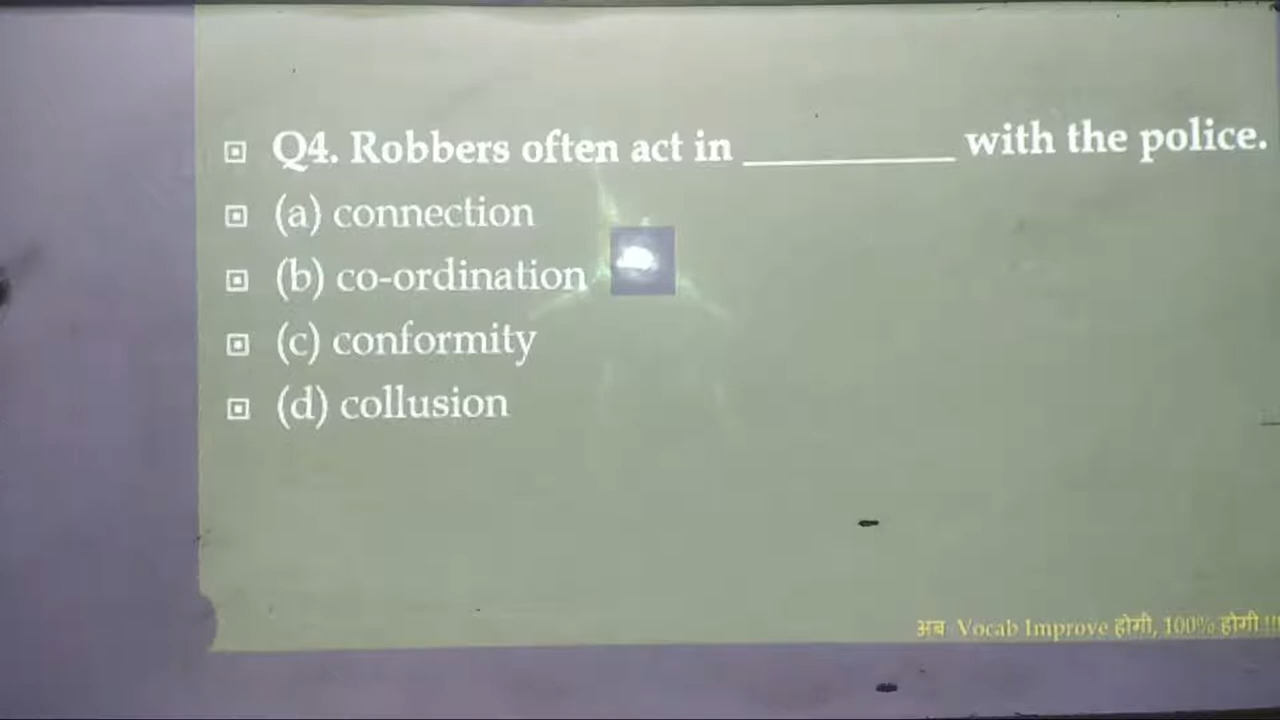 Q4. Robbers often act in __________ with the police.
(a) connection
(b) co-ordination
(c) conformity
(d) collusion
अब Vocab Improve होगी, 100% होगी !!!